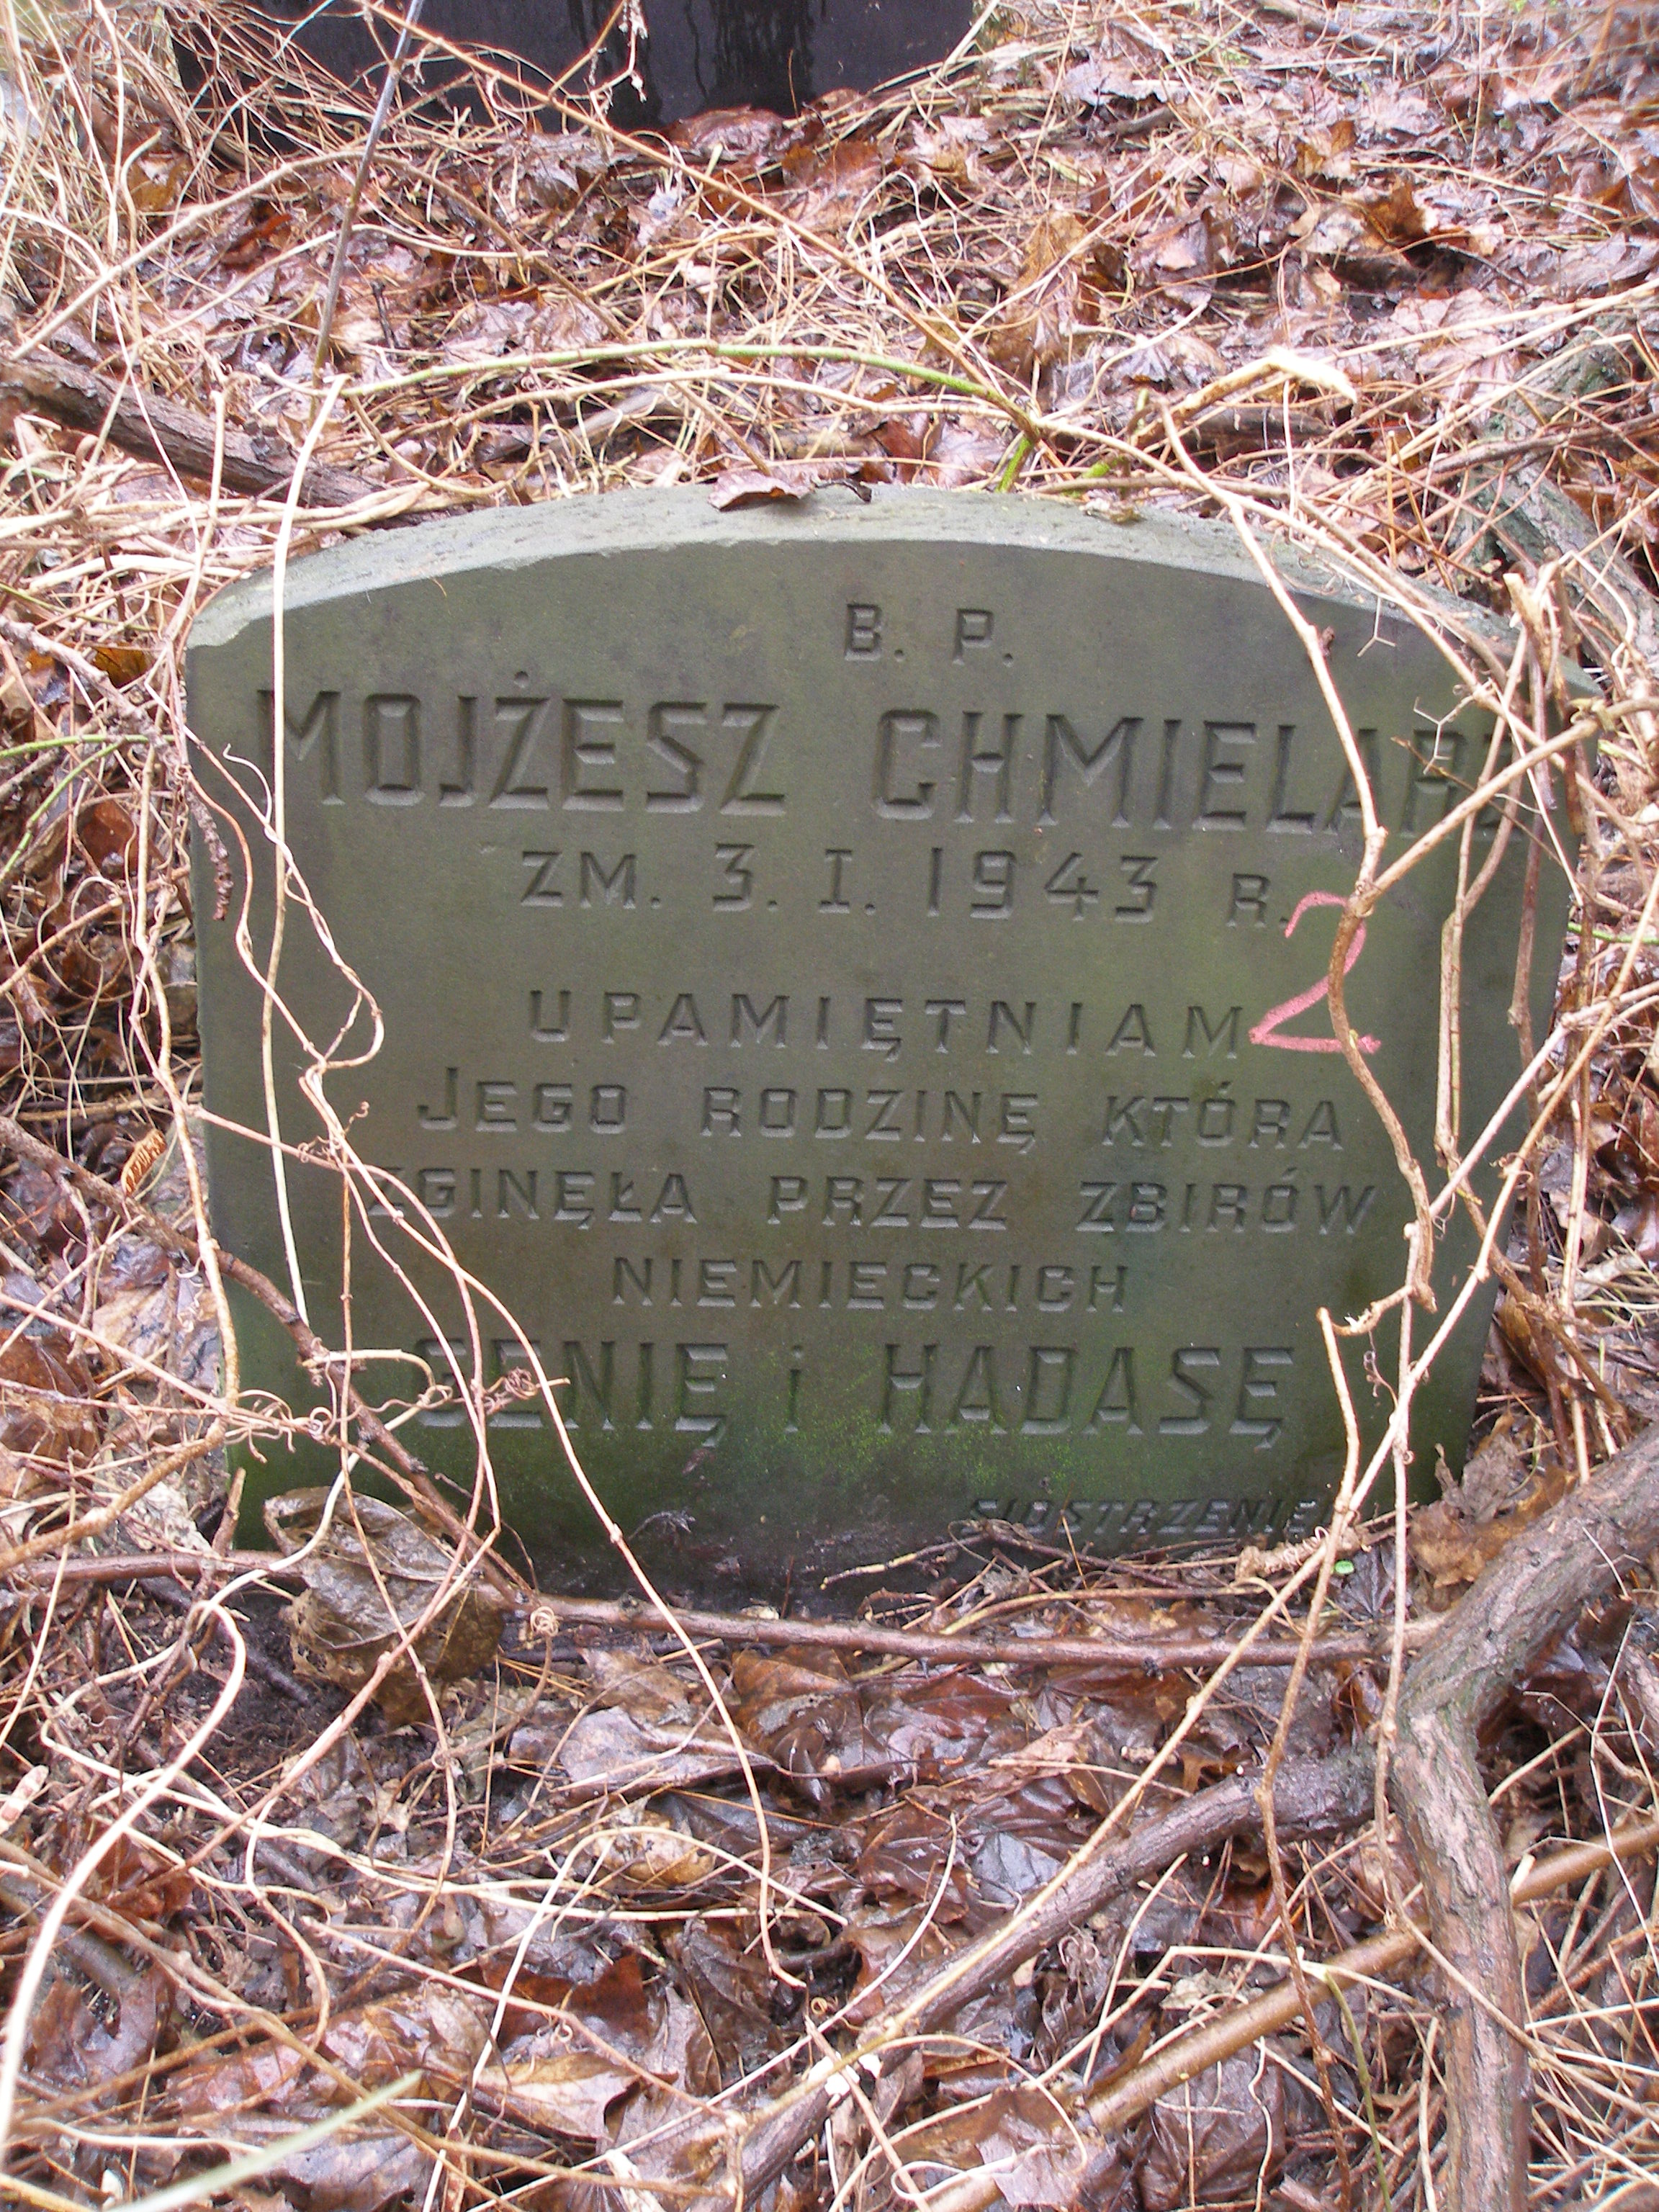 B. P.
MOJŻESZ CHMIELARZ
ZM. 3. I. 1943 R.
2
UPAMIĘTNIAM
JEGO RODZINĘ KTÓRA
ZGINĘŁA PRZEZ ZBIRÓW
NIEMIECKICH
GENIĘ i HADASĘ
SIOSTRZENIEC